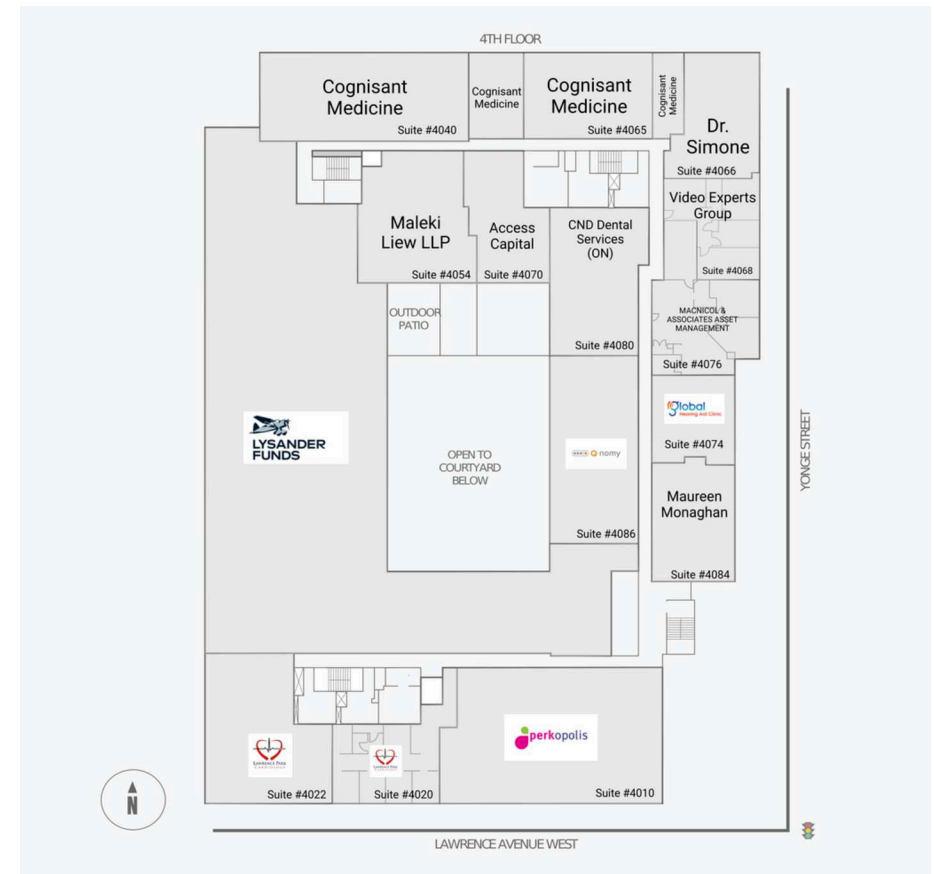 4TH FLOOR
Cognisant
Medicine
Suite #4040
Cognisant
Medicine
Cognisant
Medicine
Suite #4065
Cognisant
Medicine
Dr.
Simone
Suite #4066
Video Experts
Group
Suite #4068
Maleki
Liew LLP
Suite #4054
Access
Capital
Suite #4070
CND Dental
Services
(ON)
Suite #4080
OUTDOOR
PATIO
MACNICOL &
ASSOCIATES ASSET
MANAGEMENT
Suite #4076
LYSANDER
FUNDS
OPEN TO
COURTYARD
BELOW
Q nomy
Suite #4086
global
Hearing Aid Clinic
Suite #4074
Maureen
Monaghan
Suite #4084
YONGE STREET
LAWRENCE PARK
CARDIOLOGY
Suite #4022
Suite #4020
perkopolis
Suite #4010
N
LAWRENCE AVENUE WEST